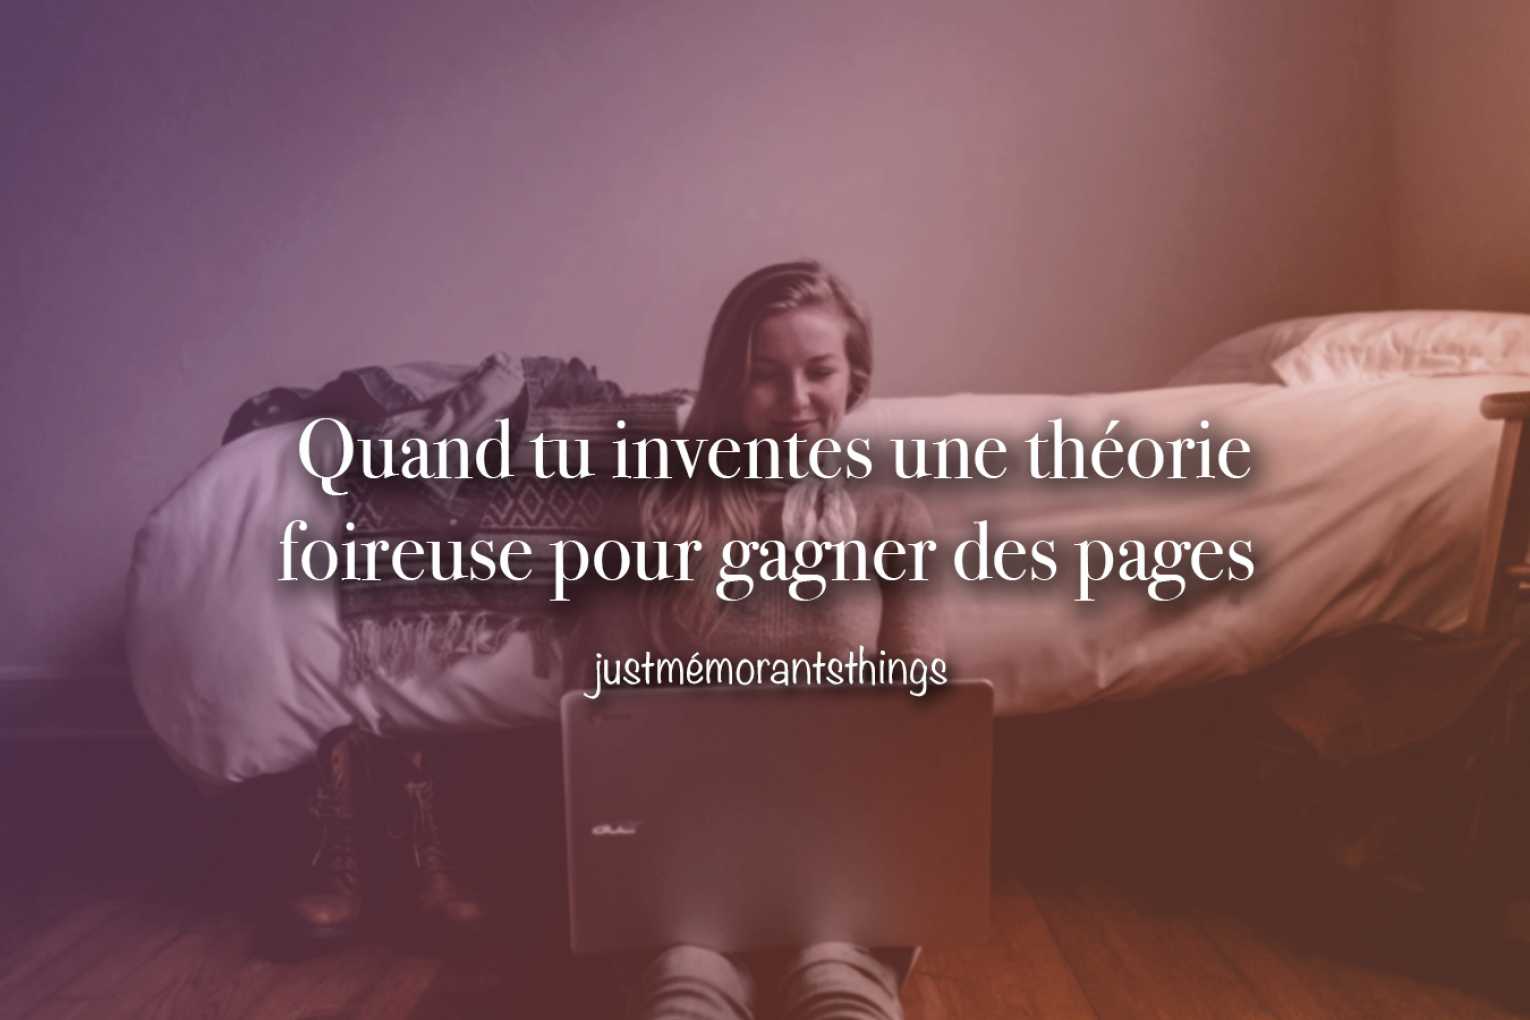 Quand tu inventes une théorie
foireuse pour gagner des pages
justmémorantsthings